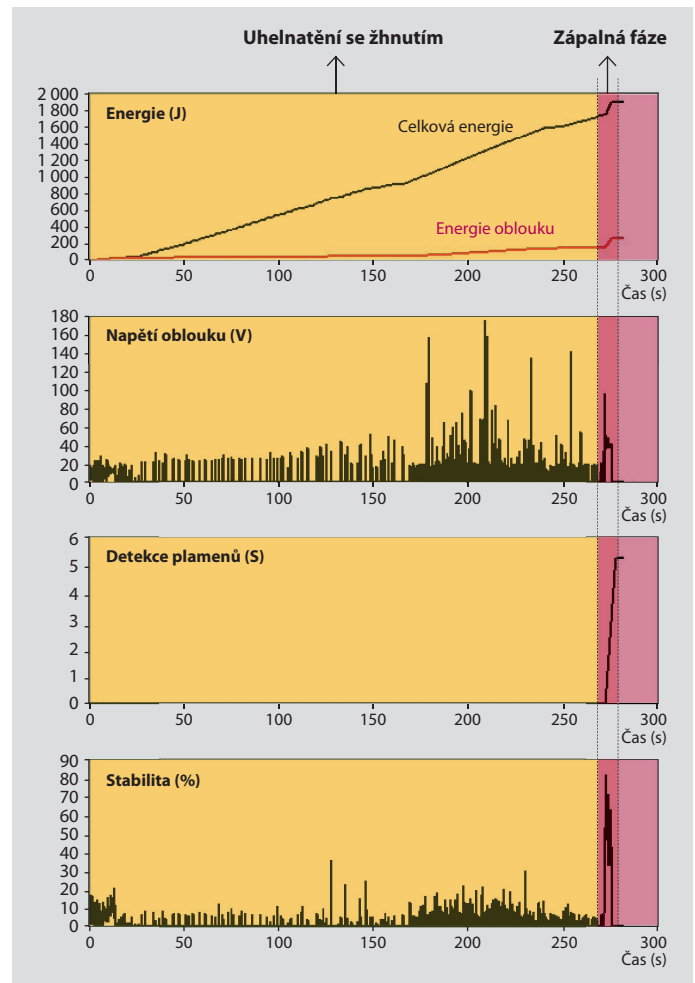 Uhelnatění se žhnutím
Zápalná fáze
2 000
1 800
1 600
1 400
1 200
1 000
800
600
400
200
0
Energie (J)
Celková energie
Energie oblouku
0 50 100 150 200 250 300
Čas (s)
180
160
140
120
100
80
60
40
20
0
Napětí oblouku (V)
0 50 100 150 200 250 300
Čas (s)
6
5
4
3
2
1
0
Detekce plamenů (S)
0 50 100 150 200 250 300
Čas (s)
90
80
70
60
50
40
30
20
10
0
Stabilita (%)
0 50 100 150 200 250 300
Čas (s)